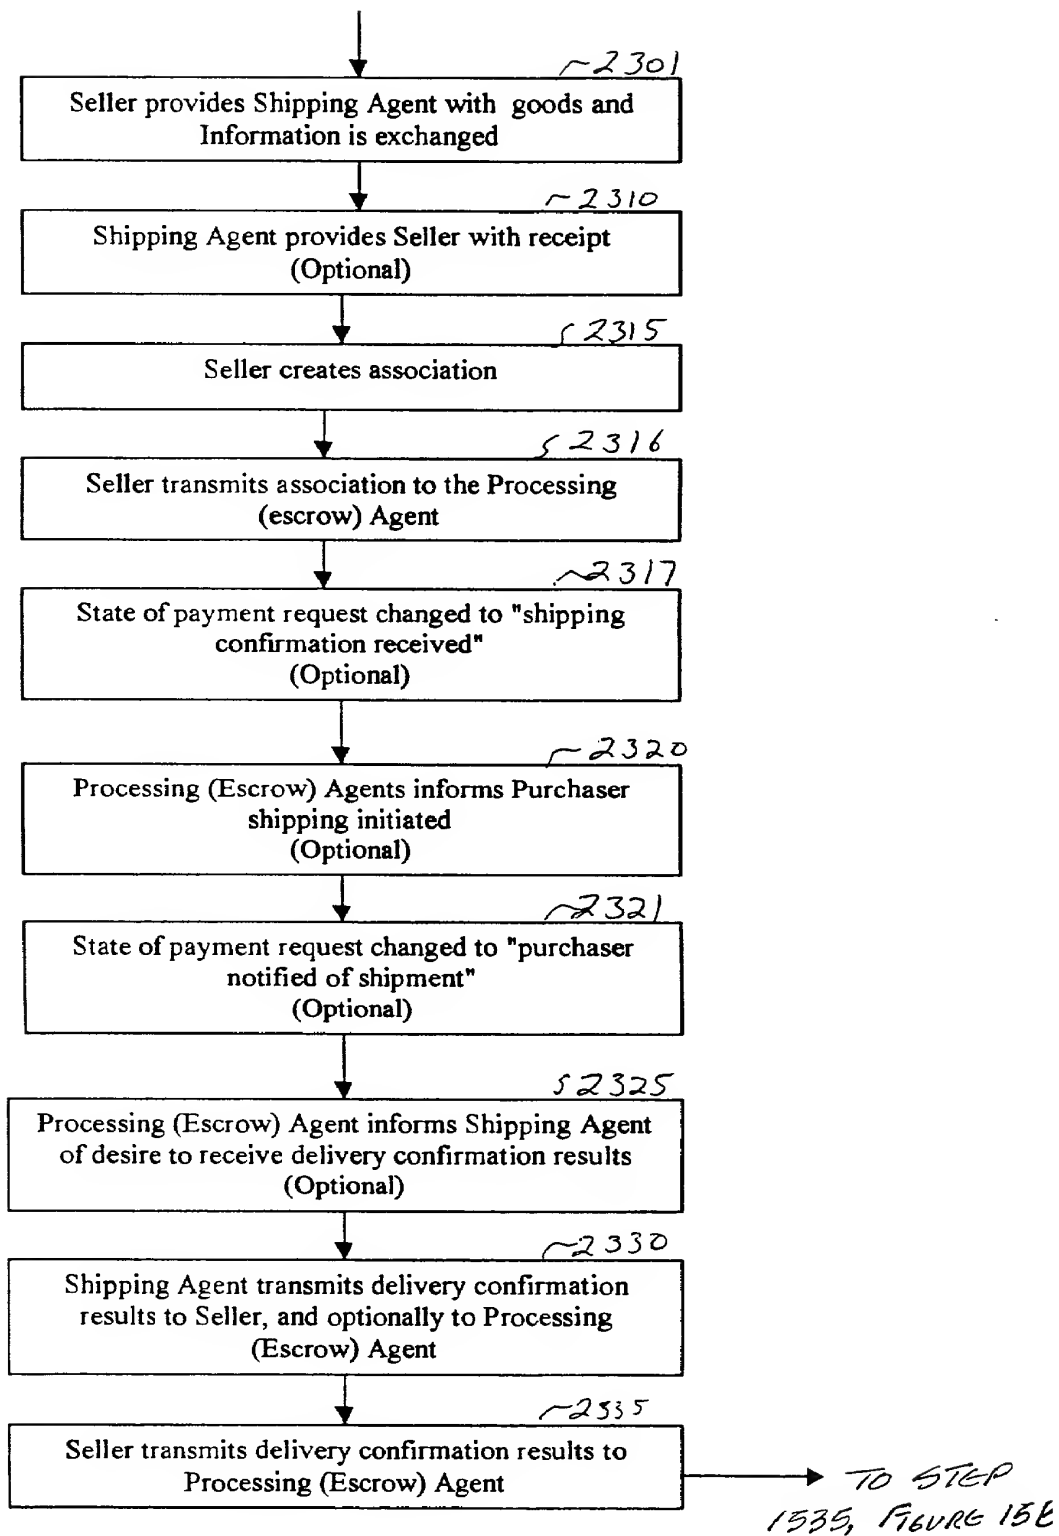 ~2301
Seller provides Shipping Agent with goods and
Information is exchanged
~2310
Shipping Agent provides Seller with receipt
(Optional)
2315
Seller creates association
2316
Seller transmits association to the Processing
(escrow) Agent
~2317
State of payment request changed to "shipping
confirmation received"
(Optional)
~2320
Processing (Escrow) Agents informs Purchaser
shipping initiated
(Optional)
~2321
State of payment request changed to "purchaser
notified of shipment"
(Optional)
2325
Processing (Escrow) Agent informs Shipping Agent
of desire to receive delivery confirmation results
(Optional)
~2330
Shipping Agent transmits delivery confirmation
results to Seller, and optionally to Processing
(Escrow) Agent
~2335
Seller transmits delivery confirmation results to
Processing (Escrow) Agent
TO STEP
1535, FIGURE 15